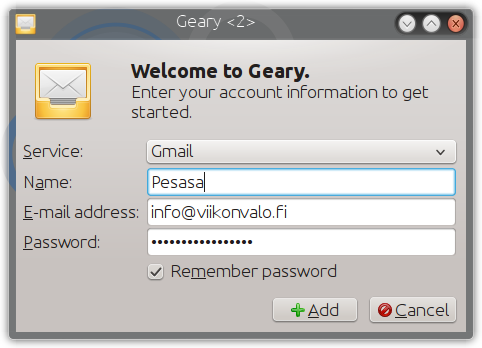 Geary <2>
Welcome to Geary.
Enter your account information to get
started.
Service: Gmail
Name: Pesasa
E-mail address: info@viikonvalo.fi
Password: •••••••••••••••••
Remember password
Add Cancel